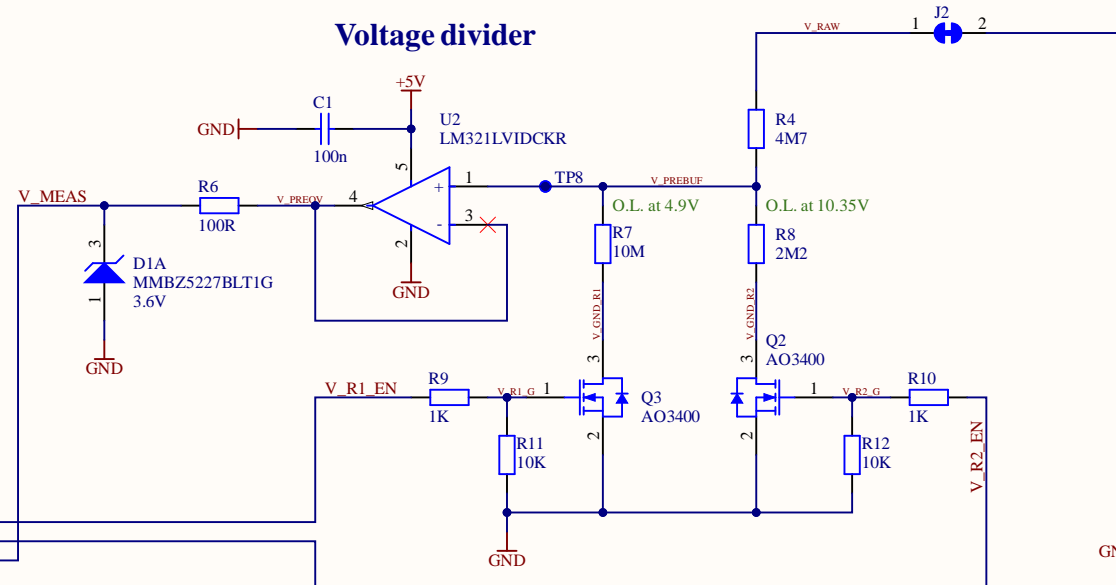 Voltage divider
J2
V_RAW
1
2
+5V
C1
GND
100n
U2
LM321LVIDCKR
R4
4M7
5
1
TP8
V_PREBUF
R6
V_MEAS
V_PREOV
4
+
3
-
100R
2
GND
O.L. at 4.9V
O.L. at 10.35V
R7
10M
R8
2M2
3
D1A
MMBZ5227BLT1G
3.6V
1
GND
V_GND_R1
V_GND_R2
Q2
AO3400
3
3
R9
V_R1_EN
V_R1_G
1
1K
Q3
AO3400
2
1
V_R2_G
R10
1K
2
R11
10K
R12
10K
V_R2_EN
GND
GN